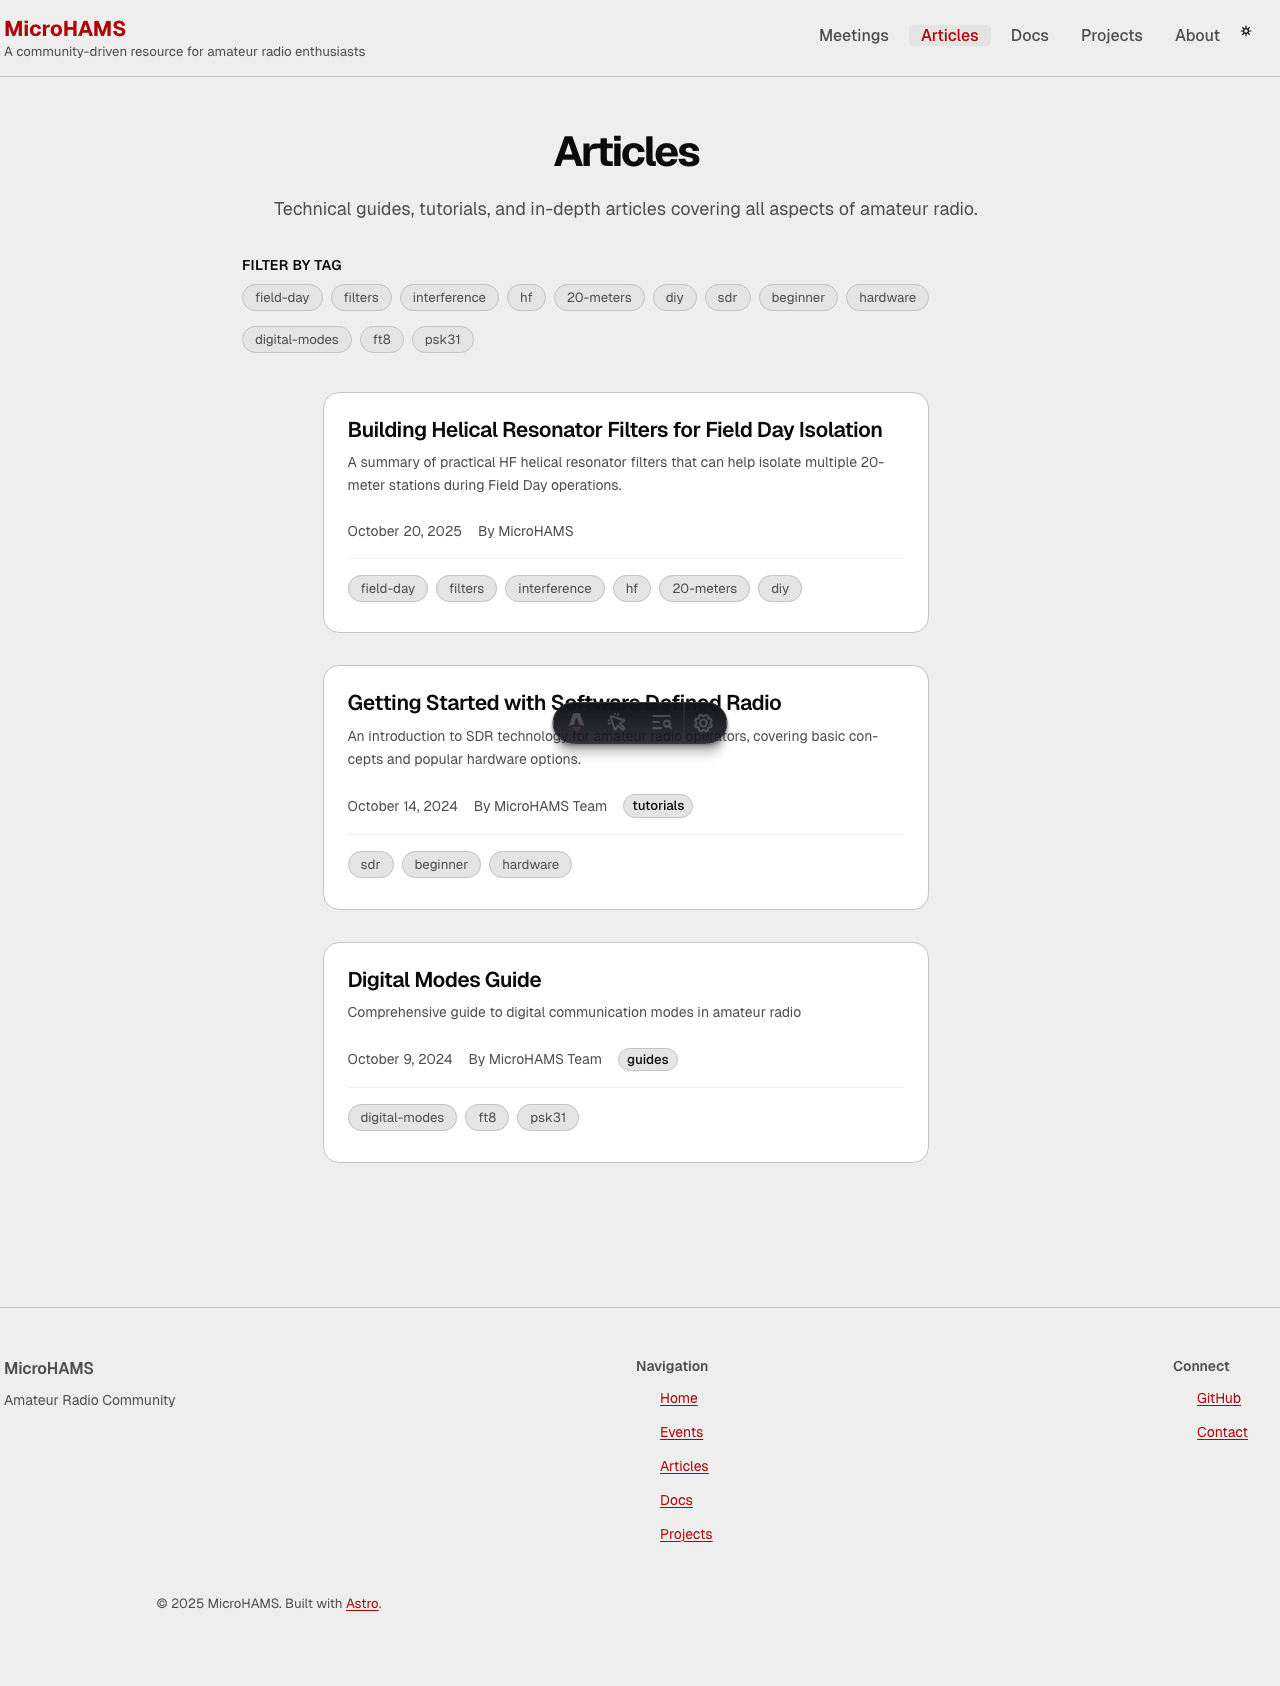 MicroHAMS
A community-driven resource for amateur radio enthusiasts
Meetings Articles Docs Projects About
Articles
Technical guides, tutorials, and in-depth articles covering all aspects of amateur radio.
FILTER BY TAG
field-day filters interference hf 20-meters diy sdr beginner hardware
digital-modes ft8 psk31
Building Helical Resonator Filters for Field Day Isolation
A summary of practical HF helical resonator filters that can help isolate multiple 20-
meter stations during Field Day operations.
October 20, 2025 By MicroHAMS
field-day filters interference hf 20-meters diy
Getting Started with Software Defined Radio
An introduction to SDR technology for amateur radio operators, covering basic con-
cepts and popular hardware options.
October 14, 2024 By MicroHAMS Team tutorials
sdr beginner hardware
Digital Modes Guide
Comprehensive guide to digital communication modes in amateur radio
October 9, 2024 By MicroHAMS Team guides
digital-modes ft8 psk31
MicroHAMS
Amateur Radio Community
Navigation
Home
Events
Articles
Docs
Projects
Connect
GitHub
Contact
© 2025 MicroHAMS. Built with Astro.